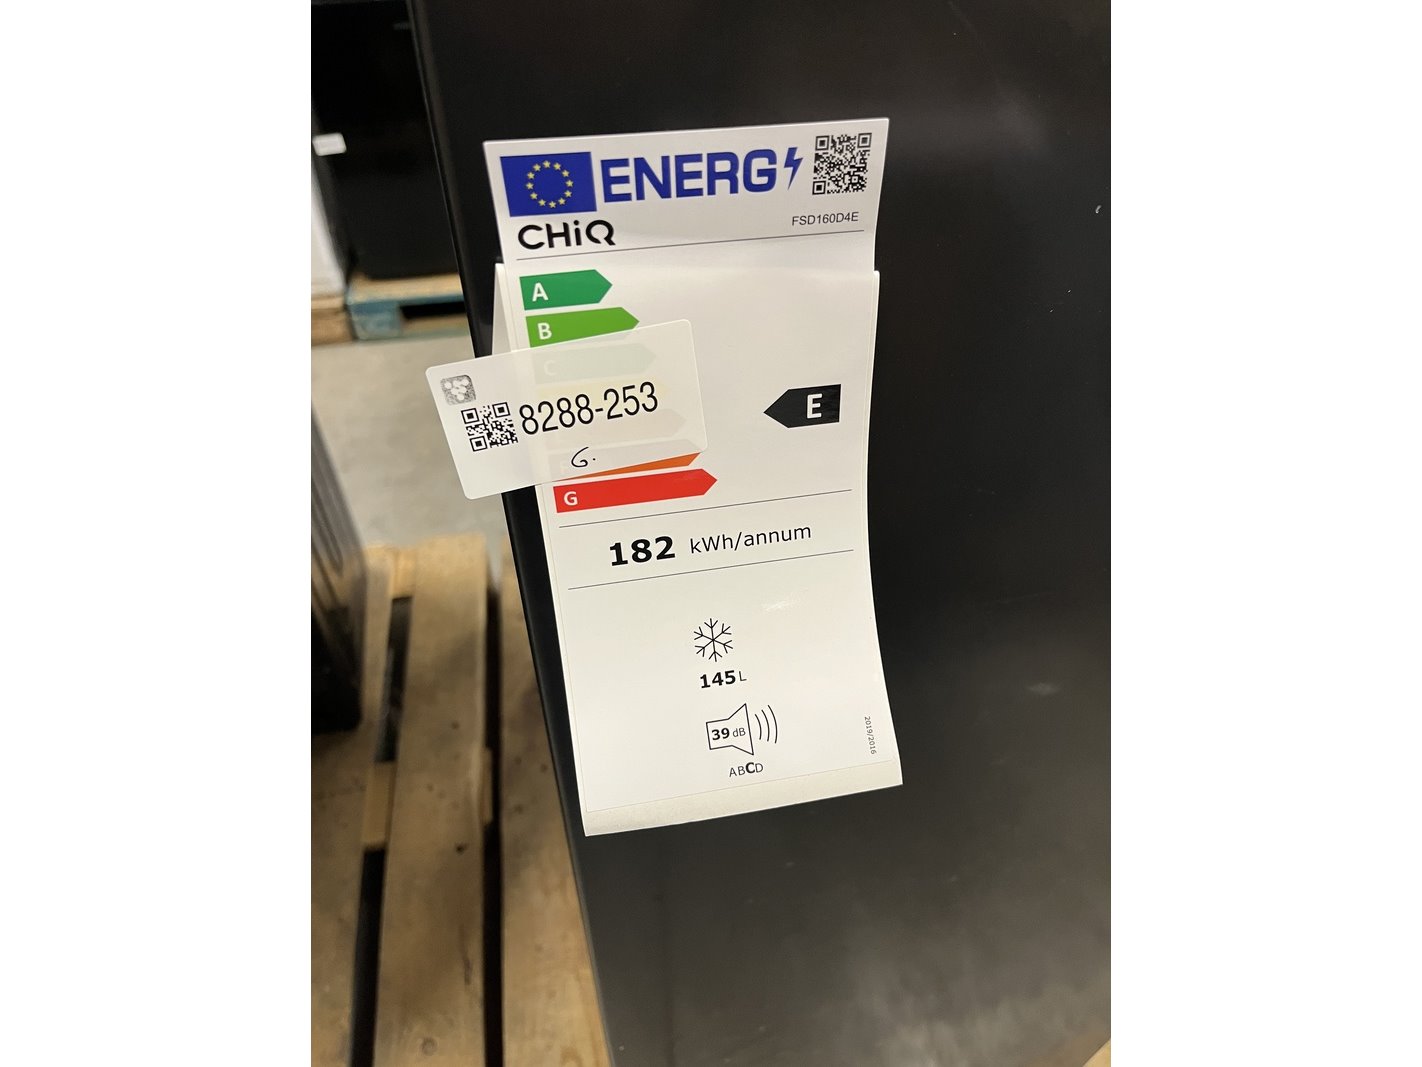 ENERG
CHiQ
FSD160D4E
A
B
C
E
8288-253
G.
G
182 kWh/annum
145 L
39 dB
ABCD
2019/2016